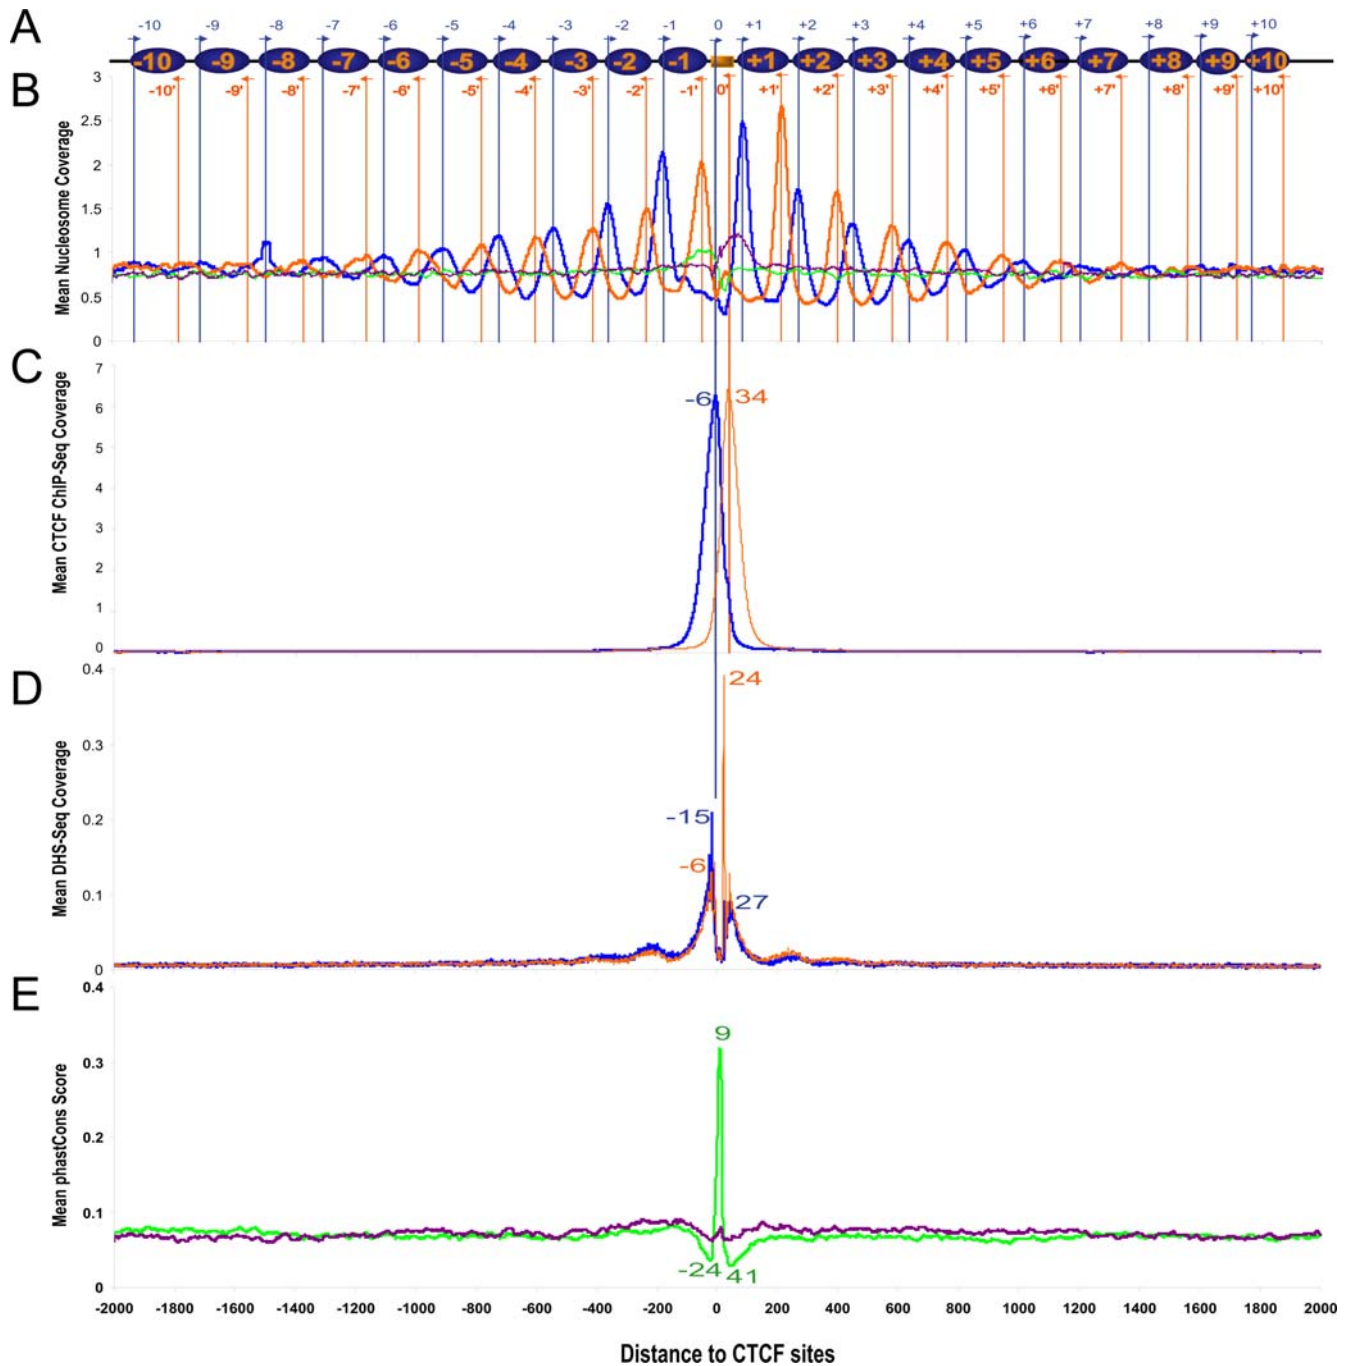 A
-10 -9 -8 -7 -6 -5 -4 -3 -2 -1 0 +1 +2 +3 +4 +5 +6 +7 +8 +9 +10
-10 -9 -8 -7 -6 -5 -4 -3 -2 -1 +1 +2 +3 +4 +5 +6 +7 +8 +9 +10
B
-10' -9' -8' -7' -6' -5' -4' -3' -2' -1' 0' +1' +2' +3' +4' +5' +6' +7' +8' +9' +10'
Mean Nucleosome Coverage
3
2.5
2
1.5
1
0.5
0
C
Mean CTCF ChIP-Seq Coverage
7
6
5
4
3
2
1
0
-6 34
D
Mean DHS-Seq Coverage
0.4
0.3
0.2
0.1
0
24
-15
-6
27
E
Mean phastCons Score
0.4
0.3
0.2
0.1
0
9
-24 41
-2000 -1800 -1600 -1400 -1200 -1000 -800 -600 -400 -200 0 200 400 600 800 1000 1200 1400 1600 1800 2000
Distance to CTCF sites